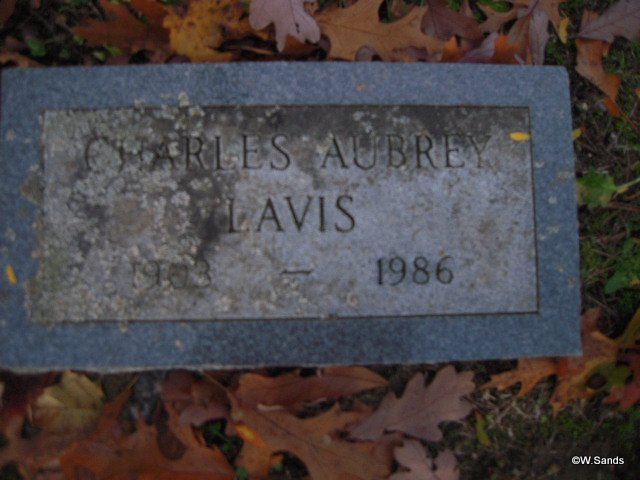 CHARLES AUBREY
LAVIS
1903 — 1986
©W.Sands